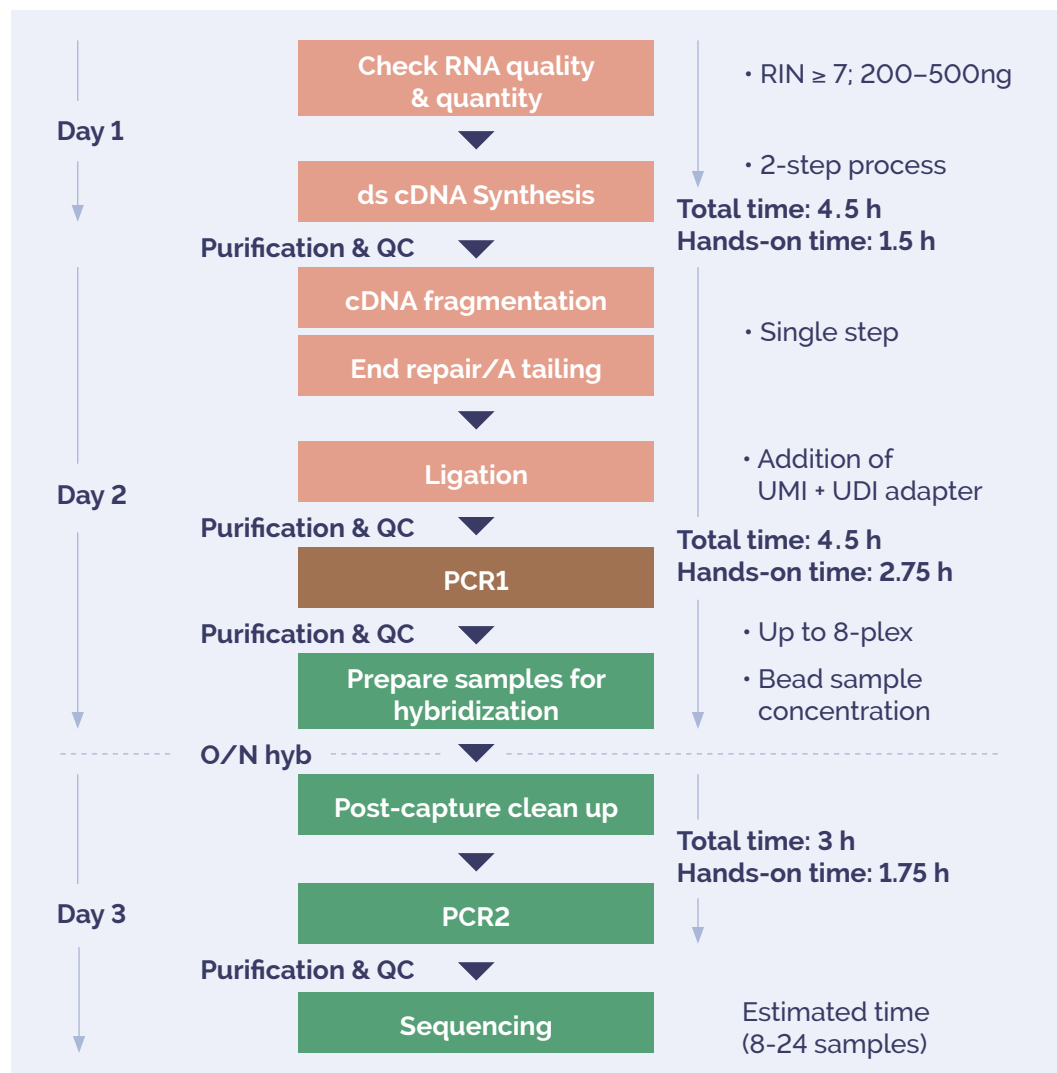 Check RNA quality
& quantity
• RIN ≥ 7; 200–500ng
Day 1
• 2-step process
ds cDNA Synthesis
Total time: 4.5 h
Hands-on time: 1.5 h
Purification & QC
cDNA fragmentation
• Single step
End repair/A tailing
• Addition of
UMI + UDI adapter
Ligation
Day 2
Purification & QC
Total time: 4.5 h
Hands-on time: 2.75 h
PCR1
Purification & QC
• Up to 8-plex
Prepare samples for
hybridization
• Bead sample
concentration
O/N hyb
Post-capture clean up
Total time: 3 h
Hands-on time: 1.75 h
Day 3
PCR2
Purification & QC
Sequencing
Estimated time
(8-24 samples)